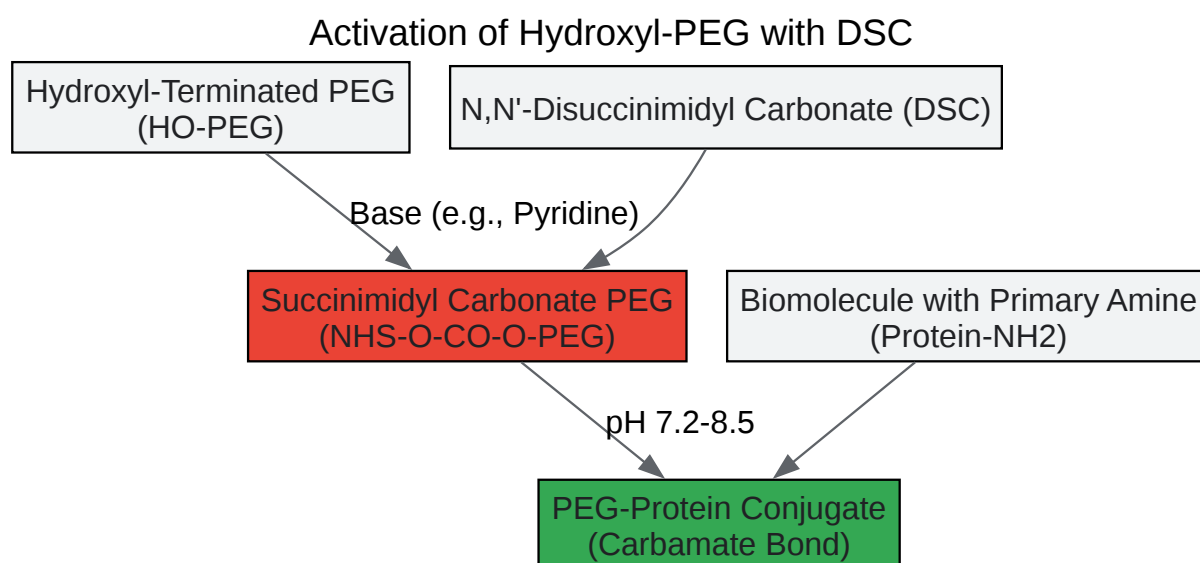 Activation of Hydroxyl-PEG with DSC
Hydroxyl-Terminated PEG
(HO-PEG)
N,N'-Disuccinimidyl Carbonate (DSC)
Base (e.g., Pyridine)
Succinimidyl Carbonate PEG
(NHS-O-CO-O-PEG)
Biomolecule with Primary Amine
(Protein-NH2)
pH 7.2-8.5
PEG-Protein Conjugate
(Carbamate Bond)